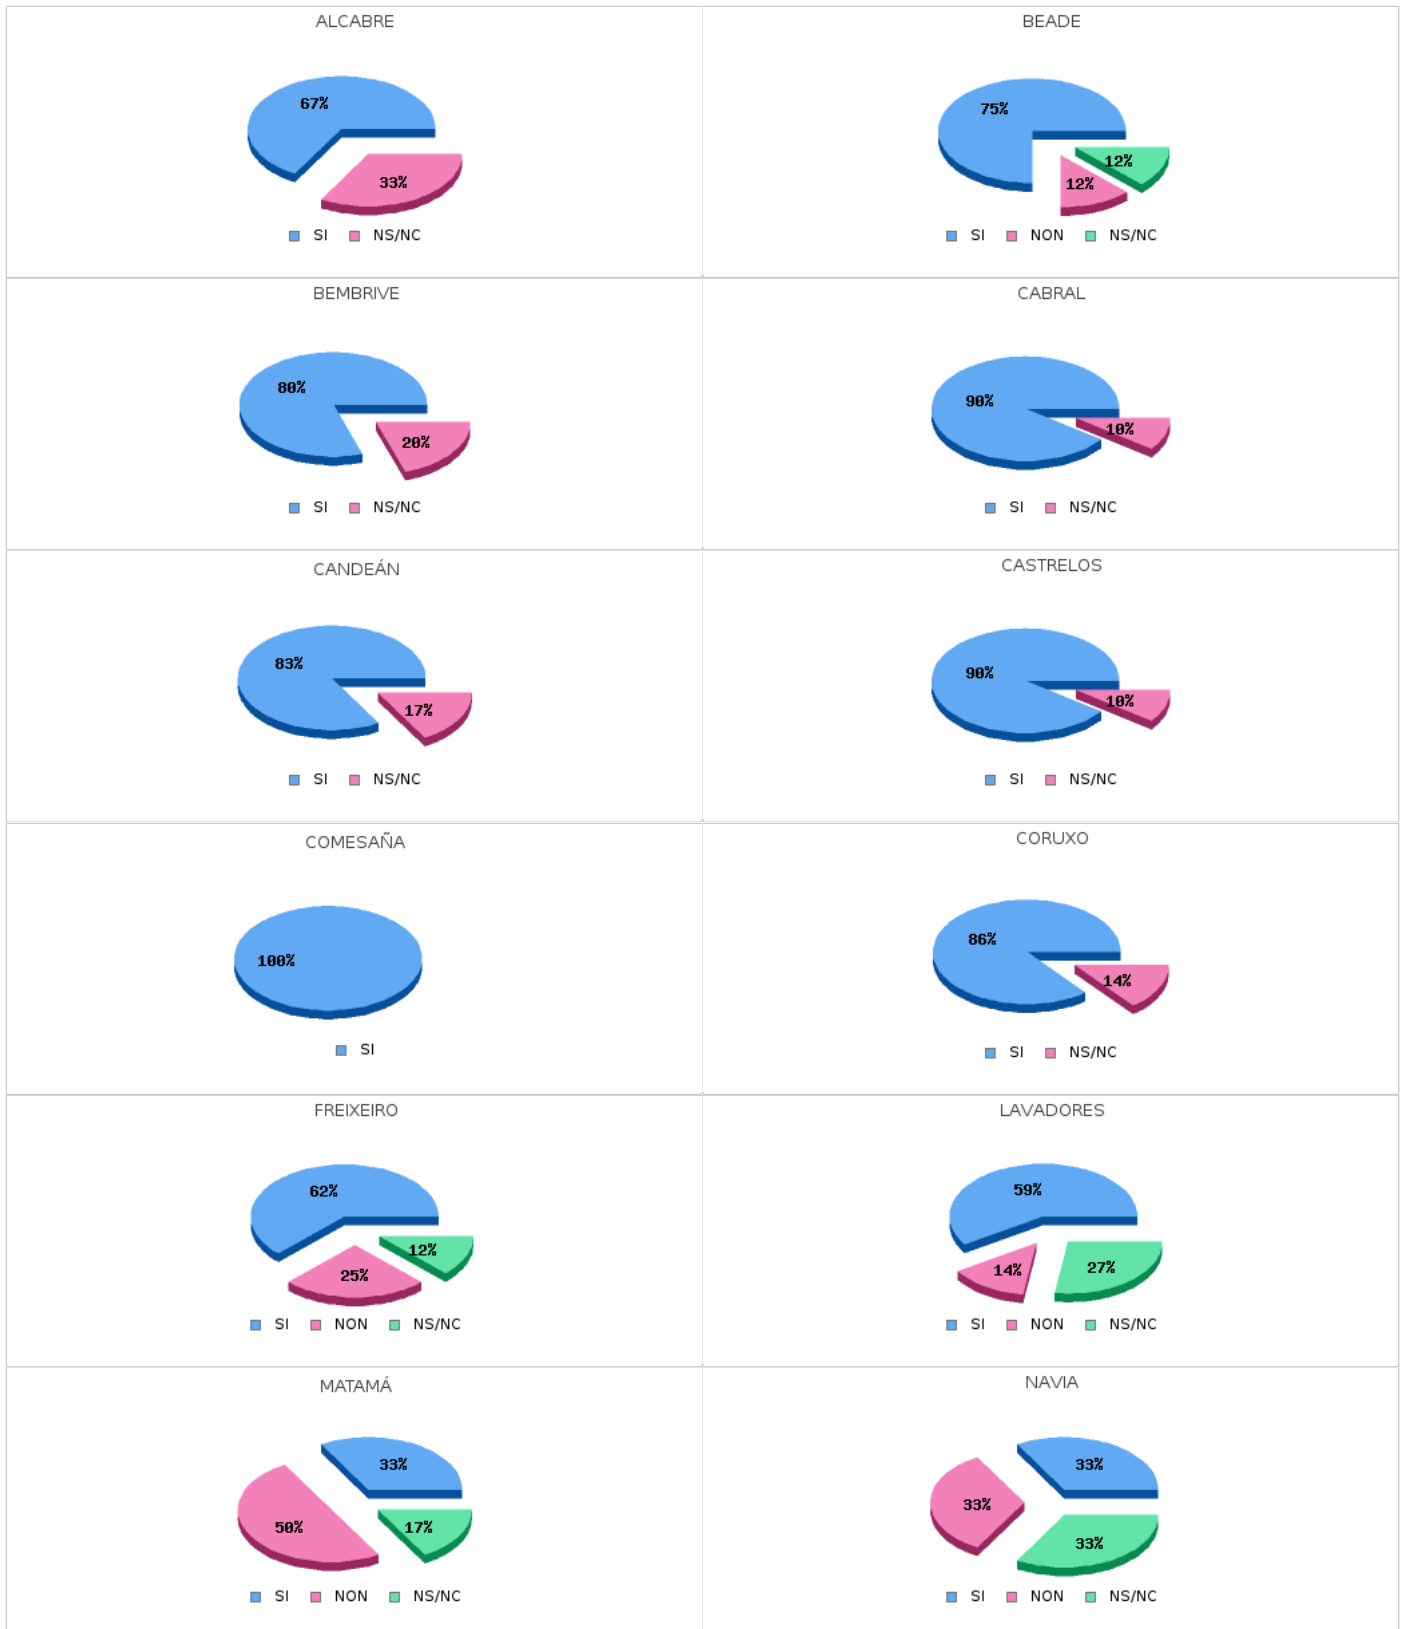 ALCABRE
67%
33%
SI NS/NC
BEADE
75%
12%
12%
SI NON NS/NC
BEMBRIVE
80%
20%
SI NS/NC
CABRAL
90%
10%
SI NS/NC
CANDEÁN
83%
17%
SI NS/NC
CASTRELOS
90%
10%
SI NS/NC
COMESAÑA
100%
SI
CORUXO
86%
14%
SI NS/NC
FREIXEIRO
62%
12%
25%
SI NON NS/NC
LAVADORES
59%
14%
27%
SI NON NS/NC
MATAMÁ
33%
50%
17%
SI NON NS/NC
NAVIA
33%
33%
33%
SI NON NS/NC